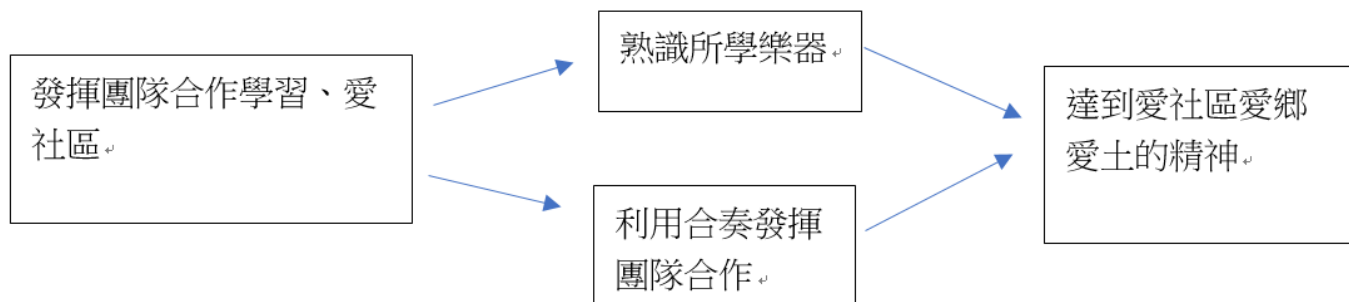 發揮團隊合作學習、愛
社區
熟識所學樂器
利用合奏發揮
團隊合作
達到愛社區愛鄉
愛土的精神